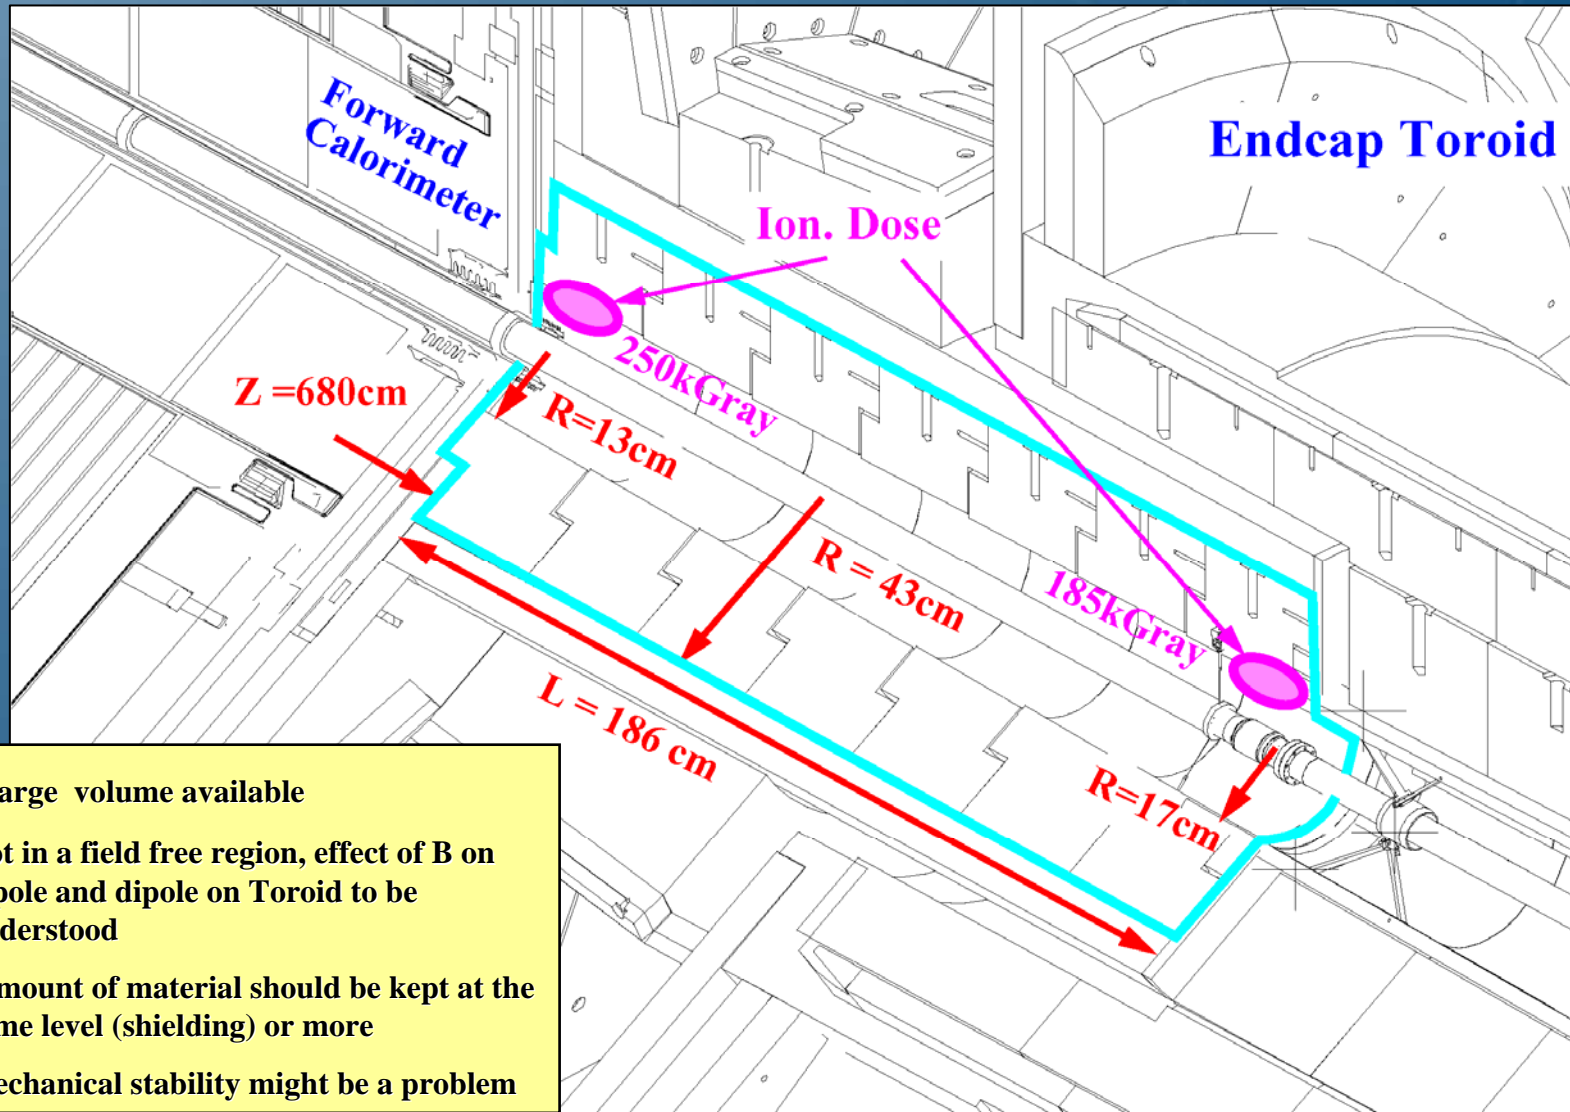 Forward
Calorimeter
Endcap Toroid
Ion. Dose
250kGray
Z =680cm
R=13cm
R = 43cm
185kGray
L = 186 cm
R=17cm
arge volume available
ot in a field free region, effect of B on
pole and dipole on Toroid to be
derstood
mount of material should be kept at the
me level (shielding) or more
echanical stability might be a problem